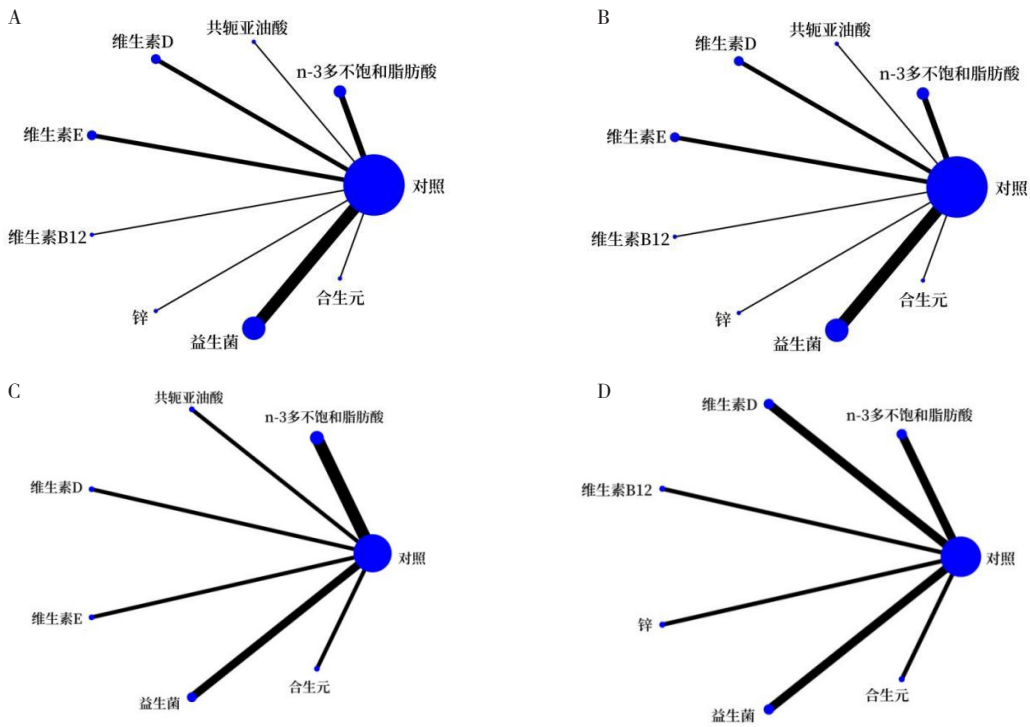 A
共轭亚油酸
维生素D
n-3多不饱和脂肪酸
维生素E
对照
维生素B12
锌
合生元
益生菌
B
共轭亚油酸
维生素D
n-3多不饱和脂肪酸
维生素E
对照
维生素B12
锌
合生元
益生菌
C
共轭亚油酸
n-3多不饱和脂肪酸
维生素D
对照
维生素E
合生元
益生菌
D
维生素D
n-3多不饱和脂肪酸
维生素B12
对照
锌
合生元
益生菌